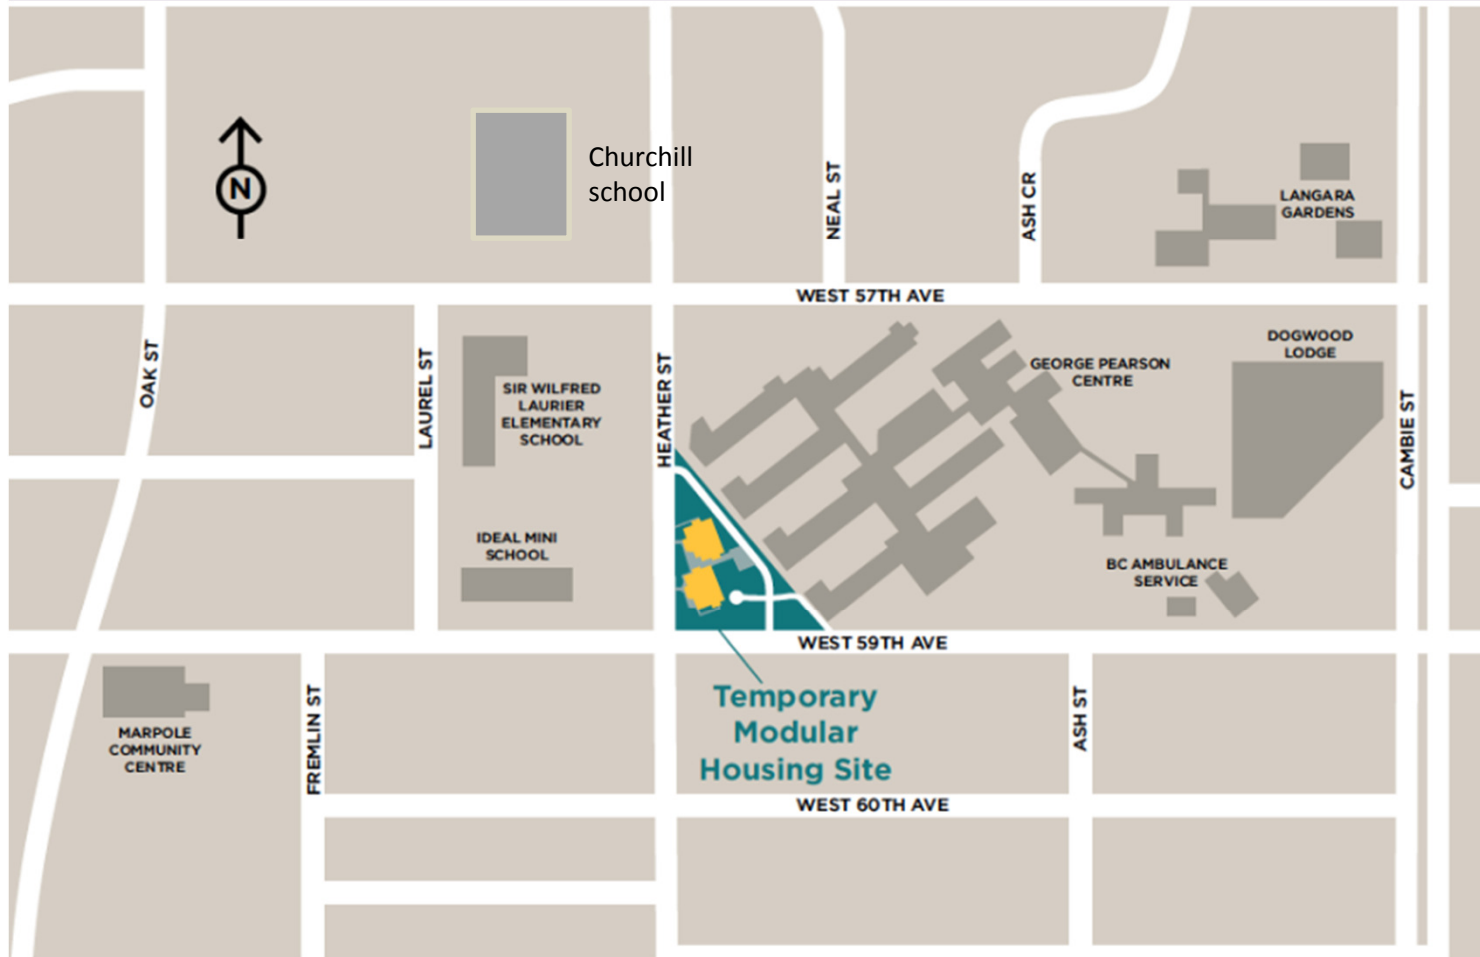 Churchill
school
N
NEAL ST
ASH CR
LANGARA
GARDENS
WEST 57TH AVE
OAK ST
LAUREL ST
SIR WILFRED
LAURIER
ELEMENTARY
SCHOOL
HEATHER ST
GEORGE PEARSON
CENTRE
DOGWOOD
LODGE
CAMBIE ST
IDEAL MINI
SCHOOL
BC AMBULANCE
SERVICE
WEST 59TH AVE
MARPOLE
COMMUNITY
CENTRE
FREMLIN ST
Temporary
Modular
Housing Site
ASH ST
WEST 60TH AVE